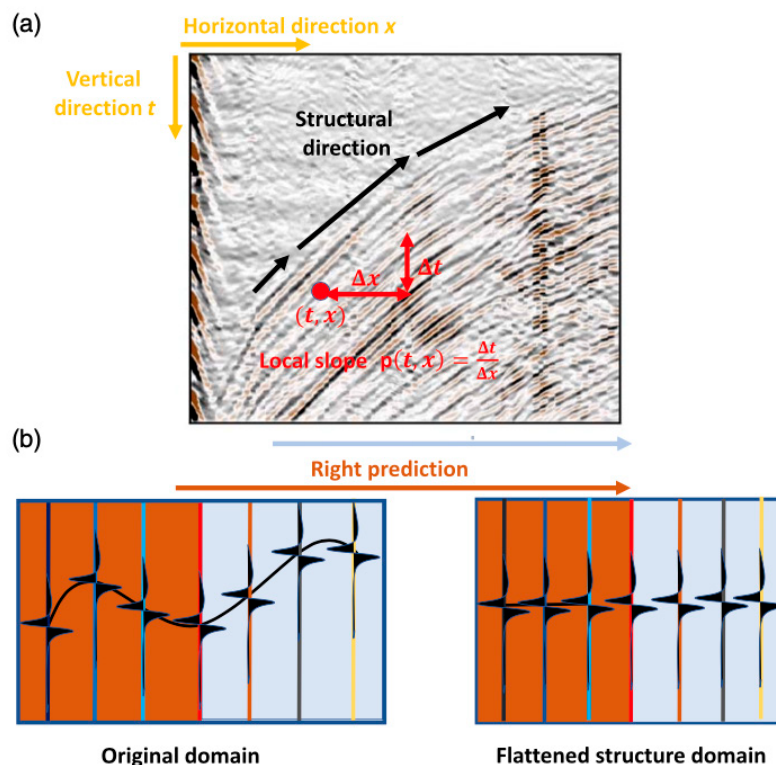 (a)
Horizontal direction x
Vertical
direction t
Structural
direction
Δx
Δt
(t, x)
Local slope p(t, x) = Δt/Δx
(b)
Right prediction
Original domain
Flattened structure domain